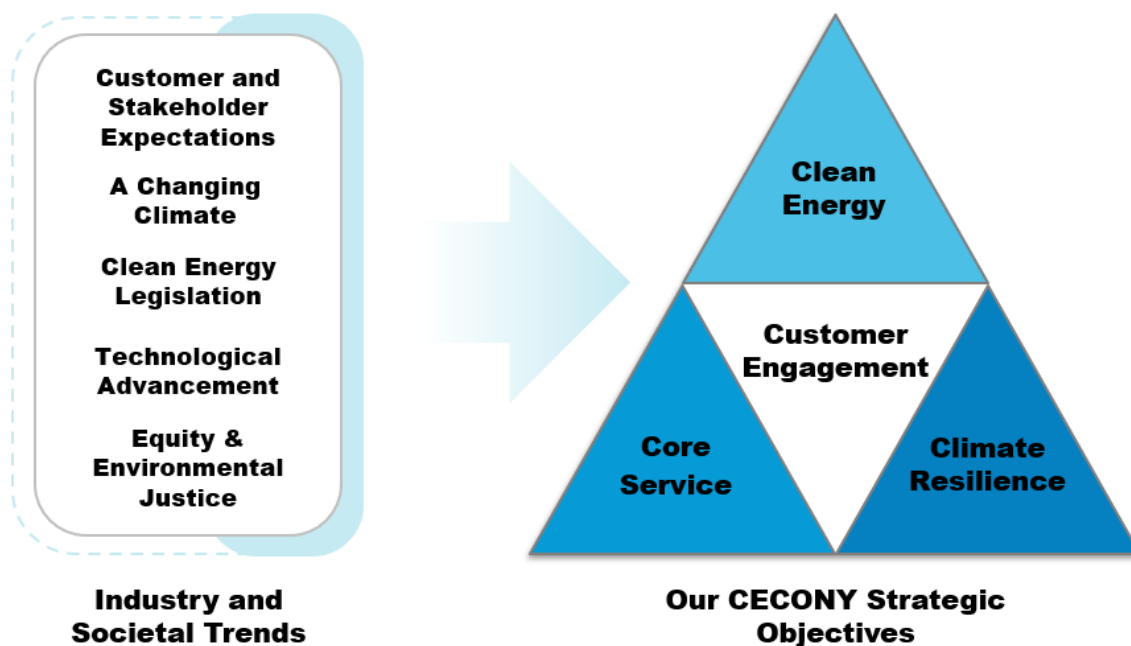 Customer and
Stakeholder
Expectations
A Changing
Climate
Clean Energy
Legislation
Technological
Advancement
Equity &
Environmental
Justice
Industry and
Societal Trends
Clean
Energy
Customer
Engagement
Core
Service
Climate
Resilience
Our CECONY Strategic
Objectives